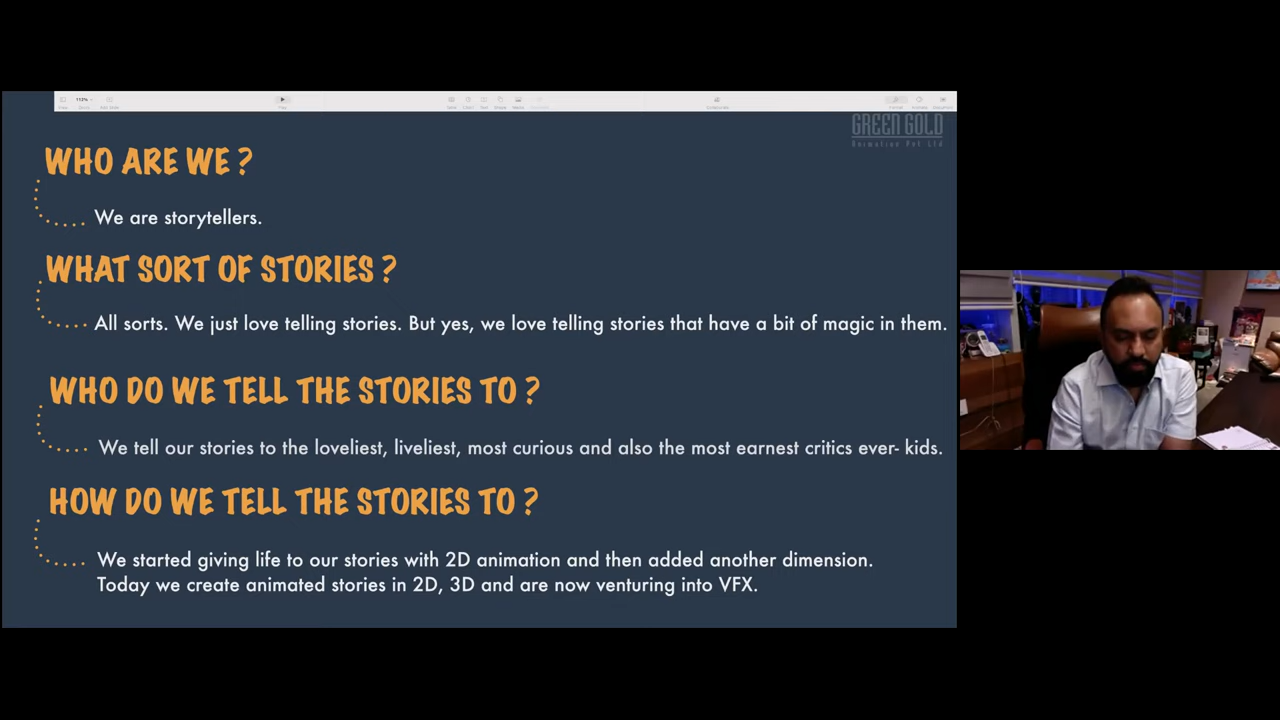 113%
GREEN GOLD
Animation Pvt Ltd
WHO ARE WE ?
We are storytellers.
WHAT SORT OF STORIES ?
All sorts. We just love telling stories. But yes, we love telling stories that have a bit of magic in them.
WHO DO WE TELL THE STORIES TO ?
We tell our stories to the loveliest, liveliest, most curious and also the most earnest critics ever- kids.
HOW DO WE TELL THE STORIES TO ?
We started giving life to our stories with 2D animation and then added another dimension.
Today we create animated stories in 2D, 3D and are now venturing into VFX.